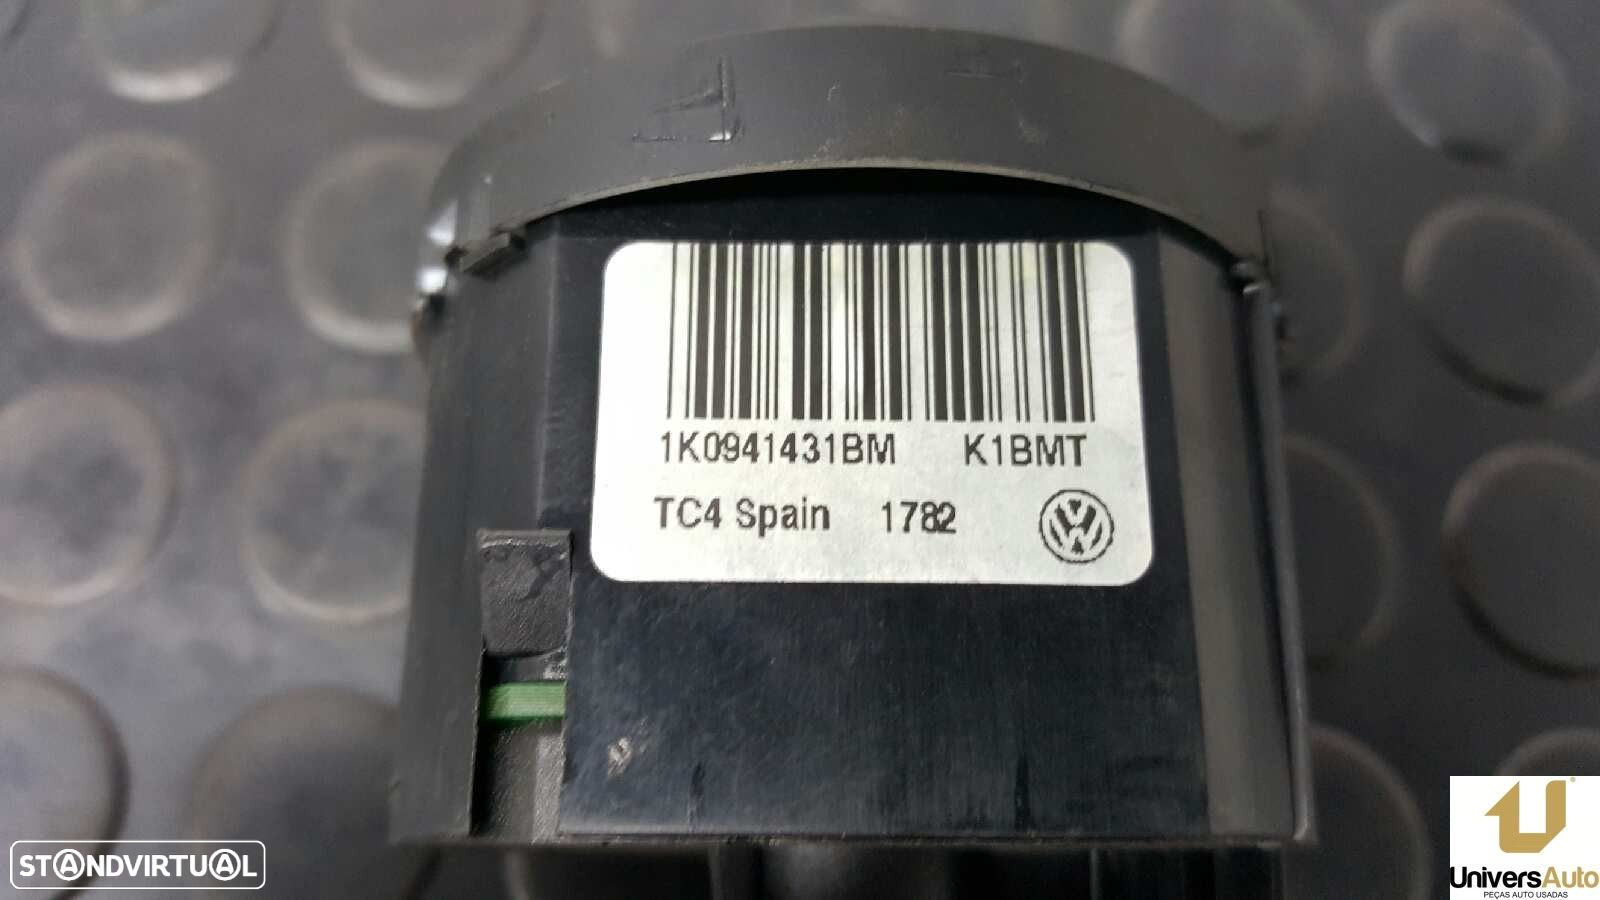 1K0941431BM K1BMT
TC4 Spain 1782
STANDVIRTUAL
UniversAuto
PEÇAS AUTO USADAS